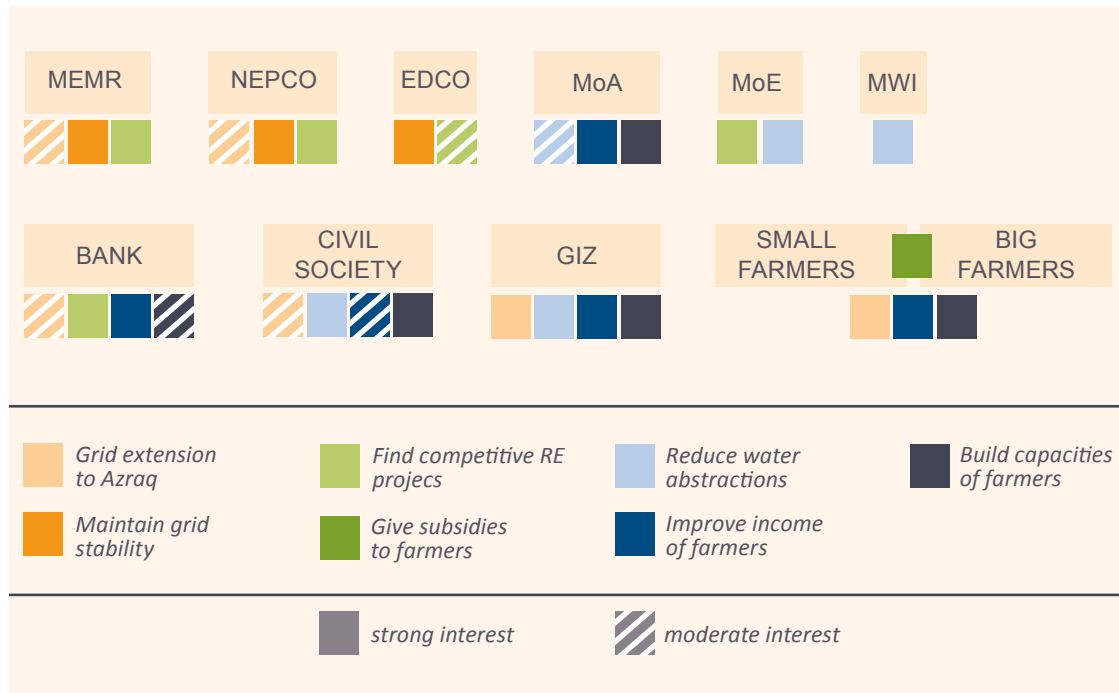 MEMR
NEPCO
EDCO
MoA
MoE
MWI
BANK
CIVIL
SOCIETY
GIZ
SMALL
FARMERS
BIG
FARMERS
Grid extension
to Azraq
Find competitive RE
projecs
Reduce water
abstractions
Build capacities
of farmers
Maintain grid
stability
Give subsidies
to farmers
Improve income
of farmers
strong interest
moderate interest